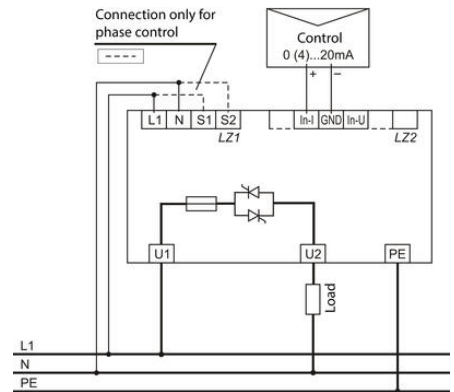 Connection only for
phase control
Control
0 (4)...20mA
+ –
L1 N S1 S2 In-I GND In-U
LZ1 LZ2
U1 U2 PE
Load
L1
N
PE